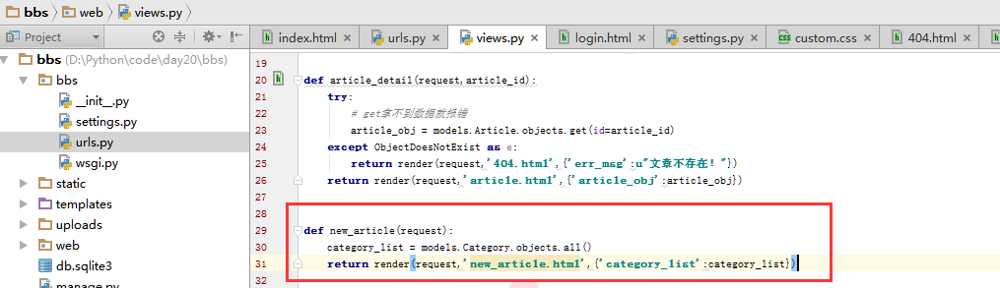 bbs web views.py
Project
index.html urls.py views.py login.html settings.py custom.css 404.html
bbs (D:\Python\code\day20\bbs)
bbs
__init__.py
settings.py
urls.py
wsgi.py
static
templates
uploads
web
db.sqlite3
manage.py
19
20 def article_detail(request,article_id):
21 try:
22 # get拿不到数据就报错
23 article_obj = models.Article.objects.get(id=article_id)
24 except ObjectDoesNotExist as e:
25 return render(request,'404.html',{'err_msg':u"文章不存在！"})
26 return render(request,'article.html',{'article_obj':article_obj})
27
28
29 def new_article(request):
30 category_list = models.Category.objects.all()
31 return render(request,'new_article.html',{'category_list':category_list})
32